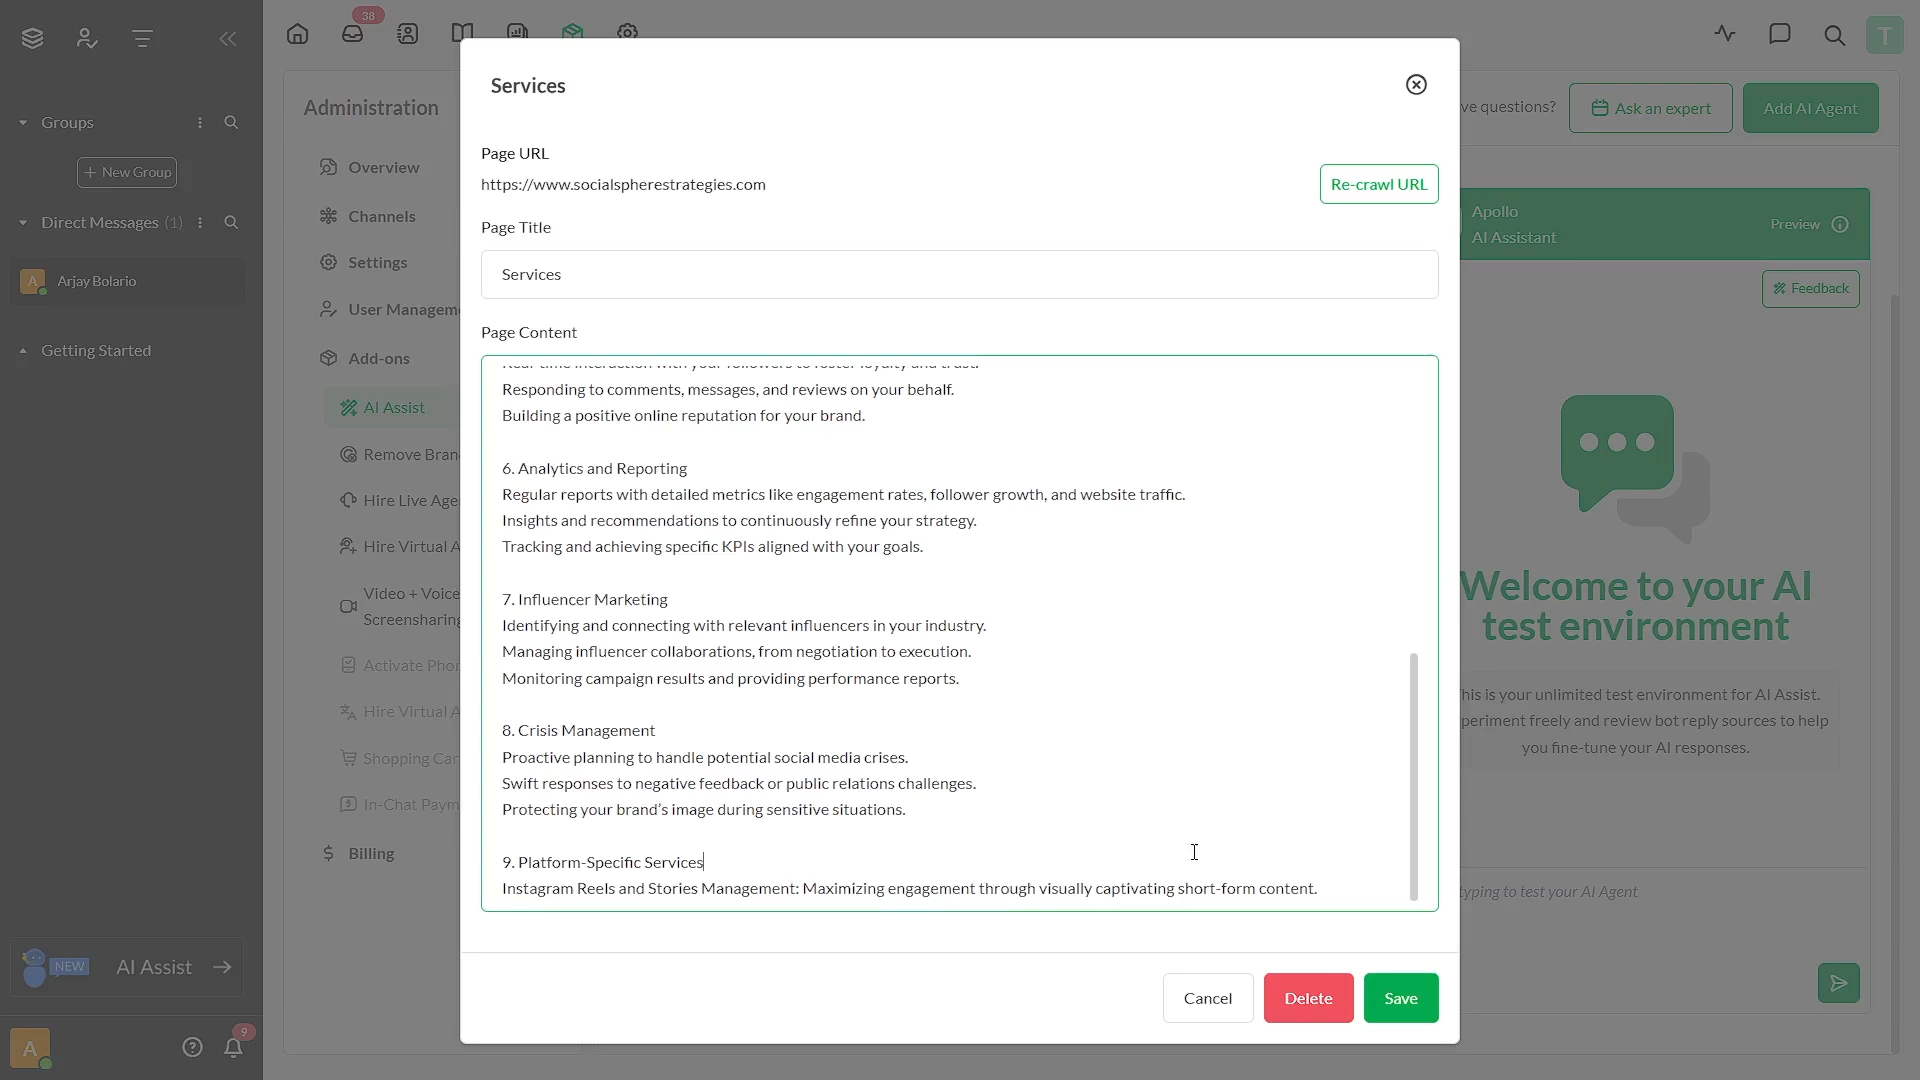 38
Groups
+ New Group
Direct Messages (1)
A
Arjay Bolario
Getting Started
NEW
AI Assist
A
9
Administration
Overview
Channels
Settings
User Managem
Add-ons
AI Assist
Remove Bran
Hire Live Age
Hire Virtual A
Video + Voice
Screensharing
Activate Pho
Hire Virtual A
Shopping Car
In-Chat Paym
$ Billing
Services
Page URL
https://www.socialspherestrategies.com
Re-crawl URL
Page Title
Services
Page Content
Real-time interaction with your followers to foster loyalty and trust.
Responding to comments, messages, and reviews on your behalf.
Building a positive online reputation for your brand.
6. Analytics and Reporting
Regular reports with detailed metrics like engagement rates, follower growth, and website traffic.
Insights and recommendations to continuously refine your strategy.
Tracking and achieving specific KPIs aligned with your goals.
7. Influencer Marketing
Identifying and connecting with relevant influencers in your industry.
Managing influencer collaborations, from negotiation to execution.
Monitoring campaign results and providing performance reports.
8. Crisis Management
Proactive planning to handle potential social media crises.
Swift responses to negative feedback or public relations challenges.
Protecting your brand’s image during sensitive situations.
9. Platform-Specific Services
Instagram Reels and Stories Management: Maximizing engagement through visually captivating short-form content.
Cancel
Delete
Save
T
ve questions?
Ask an expert
Add AI Agent
Apollo
AI Assistant
Preview
Feedback
Welcome to your AI
test environment
his is your unlimited test environment for AI Assist.
periment freely and review bot reply sources to help
you fine-tune your AI responses.
typing to test your AI Agent